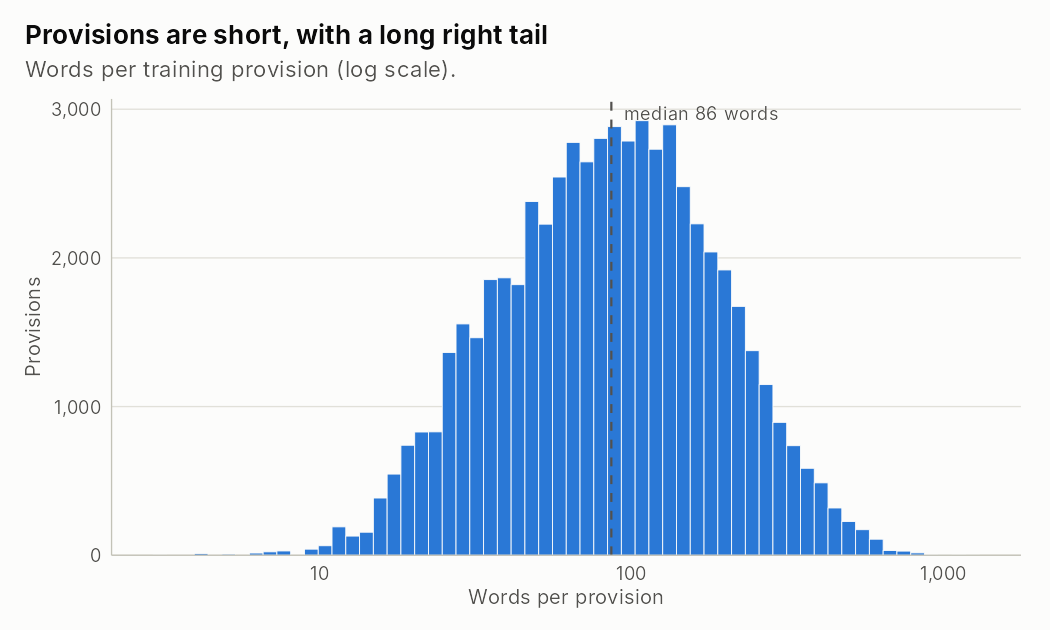 Provisions are short, with a long right tail
Words per training provision (log scale).
3,000
median 86 words
2,000
Provisions
1,000
0
10
100
1,000
Words per provision